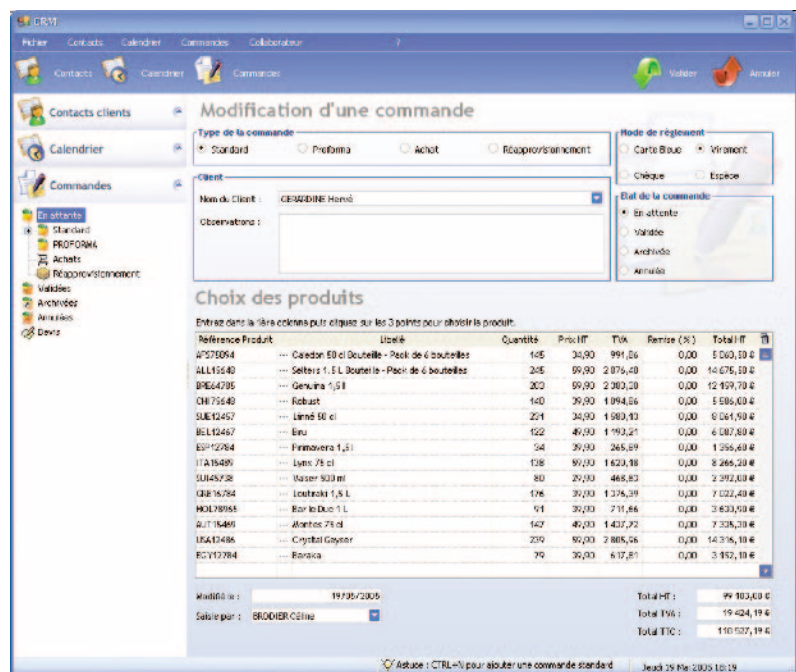 CRM
Fichier Contacts Calendrier Commandes Collaborateur ?
Contacts Calendrier Commandes Valider Annuler
Contacts clients
Calendrier
Commandes
En attente
Standard
PROFORMA
Achats
Réapprovisionnement
Validées
Archivées
Annulées
Devis
Modification d'une commande
Type de la commande
Standard Proforma Achat Réapprovisionnement
Mode de règlement
Carte Bleue Virement
Chèque Espèce
Client
Nom du Client : GERARDINE Hervé
Observations :
Etat de la commande
En attente
Validée
Archivée
Annulée
Choix des produits
Entrez dans la 1ère colonne puis cliquez sur les 3 points pour choisir le produit.
Référence Produit Libellé Quantité Prix HT TVA Remise (%) Total HT
APS75894 ... Caledon 50 cl Bouteille - Pack de 6 bouteilles 145 34,90 991,86 0,00 5 060,50 €
ALL15648 ... Selters 1.5 L Bouteille - Pack de 6 bouteilles 245 59,90 2 876,40 0,00 14 675,50 €
BRE64785 ... Genuina 1,5 l 203 59,90 2 383,30 0,00 12 159,70 €
CHI75648 ... Robust 140 39,90 1 094,86 0,00 5 586,00 €
SUE12457 ... Linné 50 cl 231 34,90 1 580,13 0,00 8 061,90 €
BEL12467 ... Bru 122 49,90 1 193,21 0,00 6 087,80 €
ESP12784 ... Primavera 1,5 l 34 39,90 265,89 0,00 1 356,60 €
ITA15489 ... Lynx 75 cl 138 59,90 1 620,18 0,00 8 266,20 €
SUI45738 ... Valser 500 ml 80 29,90 468,83 0,00 2 392,00 €
GRE16784 ... Loutraki 1,5 L 176 39,90 1 376,39 0,00 7 022,40 €
HOL78965 ... Bar le Duc 1 L 91 39,90 711,66 0,00 3 630,90 €
AUT15469 ... Montes 75 cl 147 49,90 1 437,72 0,00 7 335,30 €
USA12486 ... Crystal Geyser 239 59,90 2 805,96 0,00 14 316,10 €
EGY12784 ... Baraka 79 39,90 617,81 0,00 3 152,10 €
Modifié le : 19/05/2005
Saisie par : BRODIER Céline
Total HT : 99 103,00 €
Total TVA : 19 424,19 €
Total TTC :
Astuce : CTRL+N pour ajouter une commande standard
Jeudi 19 Mai 2005 16:19